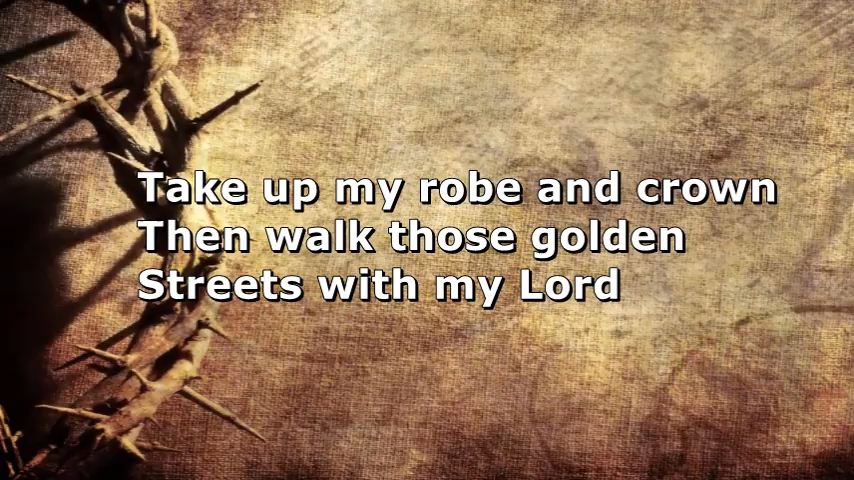 Take up my robe and crown
Then walk those golden
Streets with my Lord